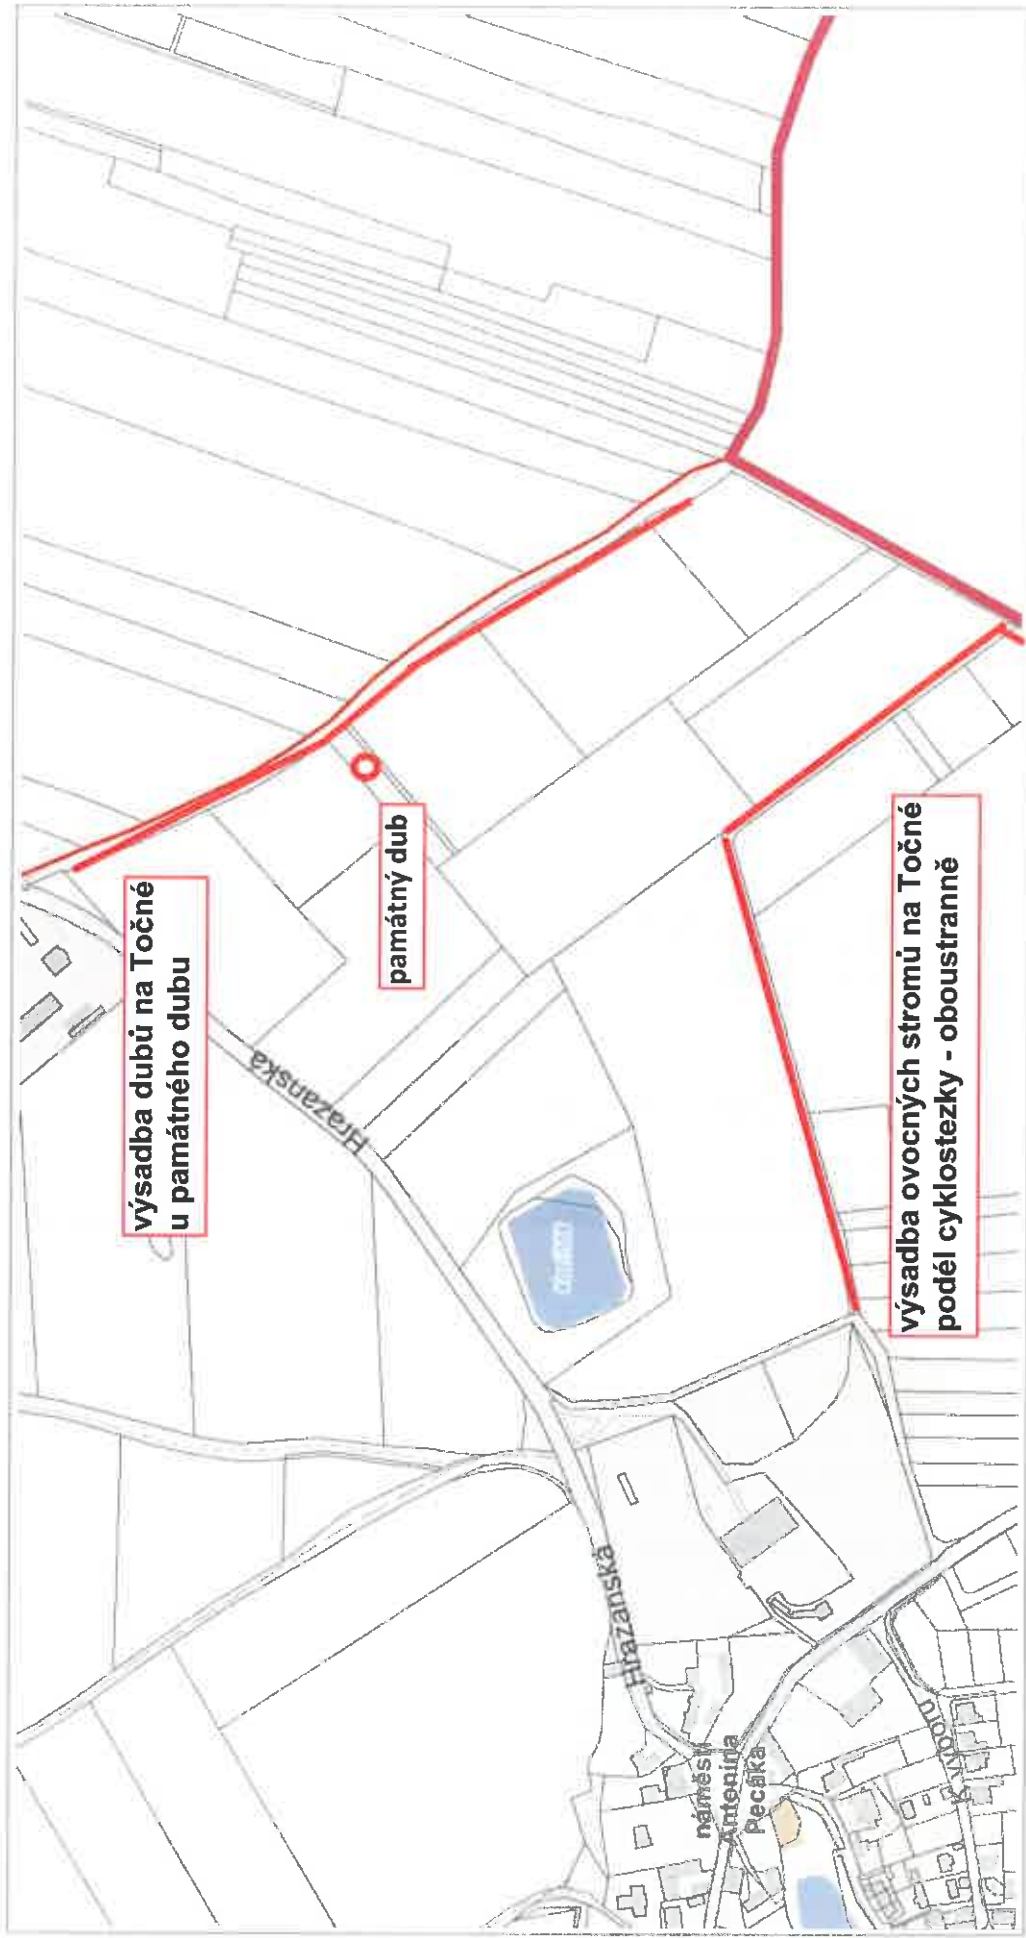 výsadba dubů na Točné
u památného dubu
památný dub
Hrazanská
výsadba ovocných stromů na Točné
podél cyklostezky - oboustranně
Hrazanská
náměstí
Antonína
Pecáka
K výboru